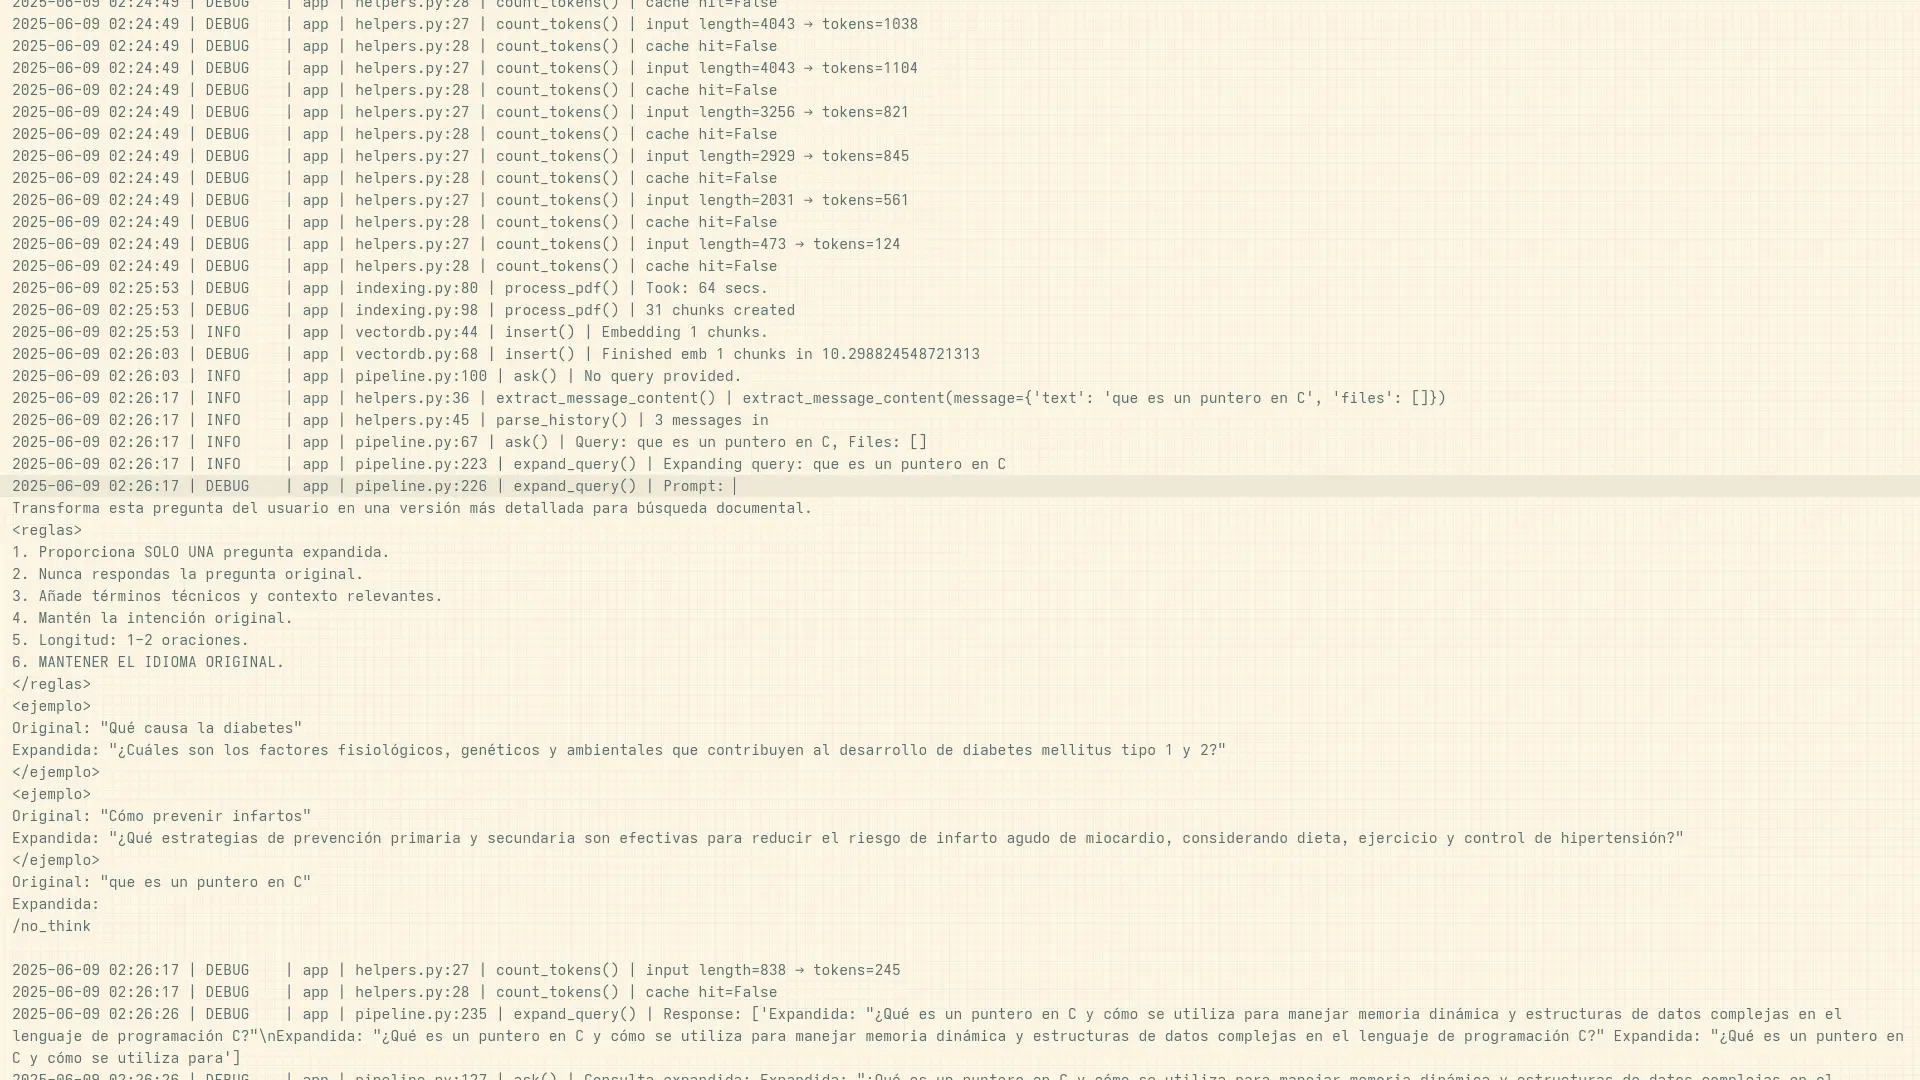 2025-06-09 02:24:49 | DEBUG    | app | helpers.py:28 | count_tokens() | cache hit=False
2025-06-09 02:24:49 | DEBUG    | app | helpers.py:27 | count_tokens() | input length=4043 → tokens=1038
2025-06-09 02:24:49 | DEBUG    | app | helpers.py:28 | count_tokens() | cache hit=False
2025-06-09 02:24:49 | DEBUG    | app | helpers.py:27 | count_tokens() | input length=4043 → tokens=1104
2025-06-09 02:24:49 | DEBUG    | app | helpers.py:28 | count_tokens() | cache hit=False
2025-06-09 02:24:49 | DEBUG    | app | helpers.py:27 | count_tokens() | input length=3256 → tokens=821
2025-06-09 02:24:49 | DEBUG    | app | helpers.py:28 | count_tokens() | cache hit=False
2025-06-09 02:24:49 | DEBUG    | app | helpers.py:27 | count_tokens() | input length=2929 → tokens=845
2025-06-09 02:24:49 | DEBUG    | app | helpers.py:28 | count_tokens() | cache hit=False
2025-06-09 02:24:49 | DEBUG    | app | helpers.py:27 | count_tokens() | input length=2031 → tokens=561
2025-06-09 02:24:49 | DEBUG    | app | helpers.py:28 | count_tokens() | cache hit=False
2025-06-09 02:24:49 | DEBUG    | app | helpers.py:27 | count_tokens() | input length=473 → tokens=124
2025-06-09 02:24:49 | DEBUG    | app | helpers.py:28 | count_tokens() | cache hit=False
2025-06-09 02:25:53 | DEBUG    | app | indexing.py:80 | process_pdf() | Took: 64 secs.
2025-06-09 02:25:53 | DEBUG    | app | indexing.py:98 | process_pdf() | 31 chunks created
2025-06-09 02:25:53 | INFO     | app | vectordb.py:44 | insert() | Embedding 1 chunks.
2025-06-09 02:26:03 | DEBUG    | app | vectordb.py:68 | insert() | Finished emb 1 chunks in 10.298824548721313
2025-06-09 02:26:03 | INFO     | app | pipeline.py:100 | ask() | No query provided.
2025-06-09 02:26:17 | INFO     | app | helpers.py:36 | extract_message_content() | extract_message_content(message={'text': 'que es un puntero en C', 'files': []})
2025-06-09 02:26:17 | INFO     | app | helpers.py:45 | parse_history() | 3 messages in
2025-06-09 02:26:17 | INFO     | app | pipeline.py:67 | ask() | Query: que es un puntero en C, Files: []
2025-06-09 02:26:17 | INFO     | app | pipeline.py:223 | expand_query() | Expanding query: que es un puntero en C
2025-06-09 02:26:17 | DEBUG    | app | pipeline.py:226 | expand_query() | Prompt:
Transforma esta pregunta del usuario en una versión más detallada para búsqueda documental.
<reglas>
1. Proporciona SOLO UNA pregunta expandida.
2. Nunca respondas la pregunta original.
3. Añade términos técnicos y contexto relevantes.
4. Mantén la intención original.
5. Longitud: 1-2 oraciones.
6. MANTENER EL IDIOMA ORIGINAL.
</reglas>
<ejemplo>
Original: "Qué causa la diabetes"
Expandida: "¿Cuáles son los factores fisiológicos, genéticos y ambientales que contribuyen al desarrollo de diabetes mellitus tipo 1 y 2?"
</ejemplo>
<ejemplo>
Original: "Cómo prevenir infartos"
Expandida: "¿Qué estrategias de prevención primaria y secundaria son efectivas para reducir el riesgo de infarto agudo de miocardio, considerando dieta, ejercicio y control de hipertensión?"
</ejemplo>
Original: "que es un puntero en C"
Expandida:
/no_think
2025-06-09 02:26:17 | DEBUG    | app | helpers.py:27 | count_tokens() | input length=838 → tokens=245
2025-06-09 02:26:17 | DEBUG    | app | helpers.py:28 | count_tokens() | cache hit=False
2025-06-09 02:26:26 | DEBUG    | app | pipeline.py:235 | expand_query() | Response: ['Expandida: "¿Qué es un puntero en C y cómo se utiliza para manejar memoria dinámica y estructuras de datos complejas en el
lenguaje de programación C?"\nExpandida: "¿Qué es un puntero en C y cómo se utiliza para manejar memoria dinámica y estructuras de datos complejas en el lenguaje de programación C?" Expandida: "¿Qué es un puntero en
C y cómo se utiliza para']
2025-06-09 02:26:26 | DEBUG    | app | pipeline.py:127 | ask() | Consulta expandida: Expandida: "¿Qué es un puntero en C y cómo se utiliza para manejar memoria dinámica y estructuras de datos complejas en el